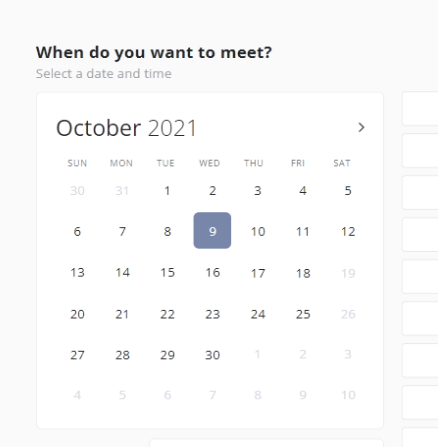 When do you want to meet?
Select a date and time
October 2021
SUN MON TUE WED THU FRI SAT
30 31 1 2 3 4 5
6 7 8 9 10 11 12
13 14 15 16 17 18 19
20 21 22 23 24 25 26
27 28 29 30 1 2 3
4 5 6 7 8 9 10